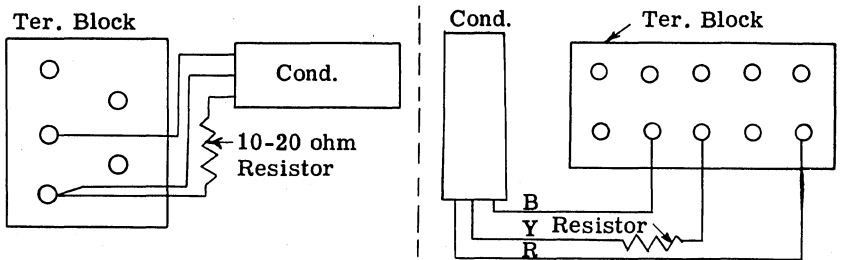 Ter. Block
Cond.
10-20 ohm
Resistor
Cond.
Ter. Block
B
Y Resistor
R